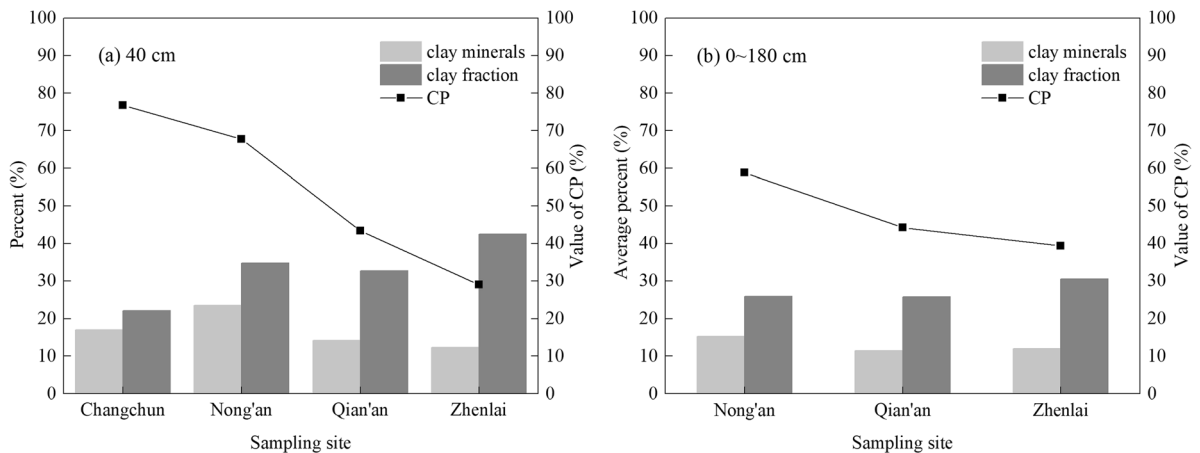 (a) 40 cm
clay minerals
clay fraction
CP
Percent (%)
100
90
80
70
60
50
40
30
20
10
0
Value of CP (%)
100
90
80
70
60
50
40
30
20
10
0
Changchun Nong'an Qian'an Zhenlai
Sampling site
(b) 0~180 cm
clay minerals
clay fraction
CP
Average percent (%)
100
90
80
70
60
50
40
30
20
10
0
Value of CP (%)
100
90
80
70
60
50
40
30
20
10
0
Nong'an Qian'an Zhenlai
Sampling site